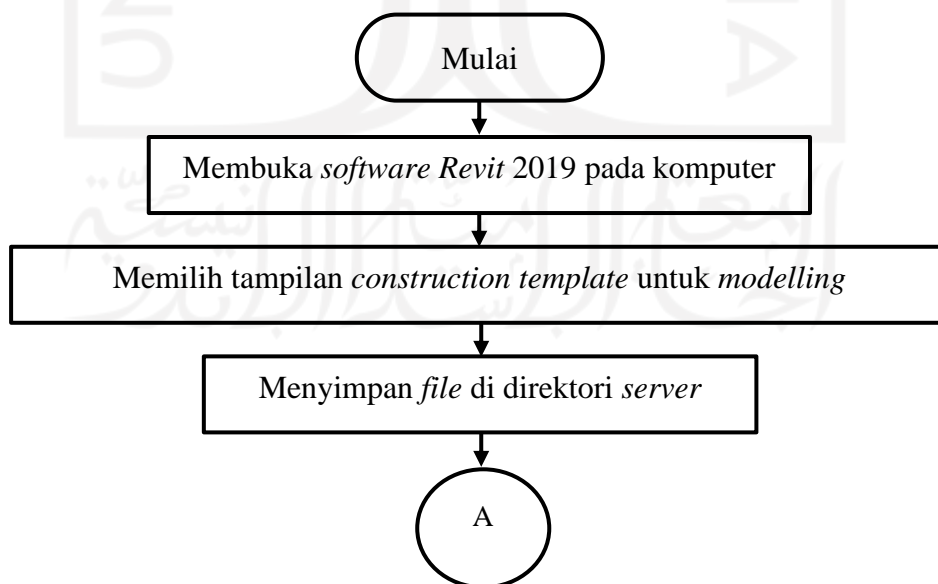 Mulai
Membuka software Revit 2019 pada komputer
Memilih tampilan construction template untuk modelling
Menyimpan file di direktori server
A